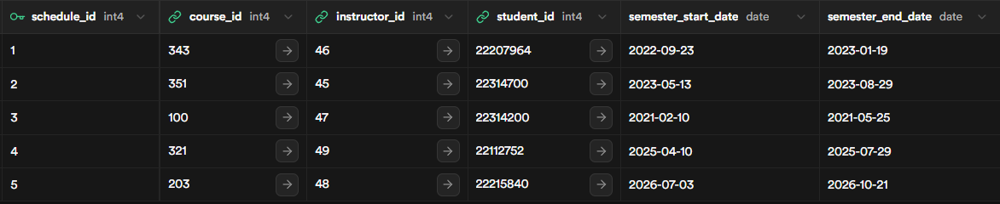 schedule_id int4 course_id int4 instructor_id int4 student_id int4 semester_start_date date semester_end_date date
1 343 46 22207964 2022-09-23 2023-01-19
2 351 45 22314700 2023-05-13 2023-08-29
3 100 47 22314200 2021-02-10 2021-05-25
4 321 49 22112752 2025-04-10 2025-07-29
5 203 48 22215840 2026-07-03 2026-10-21